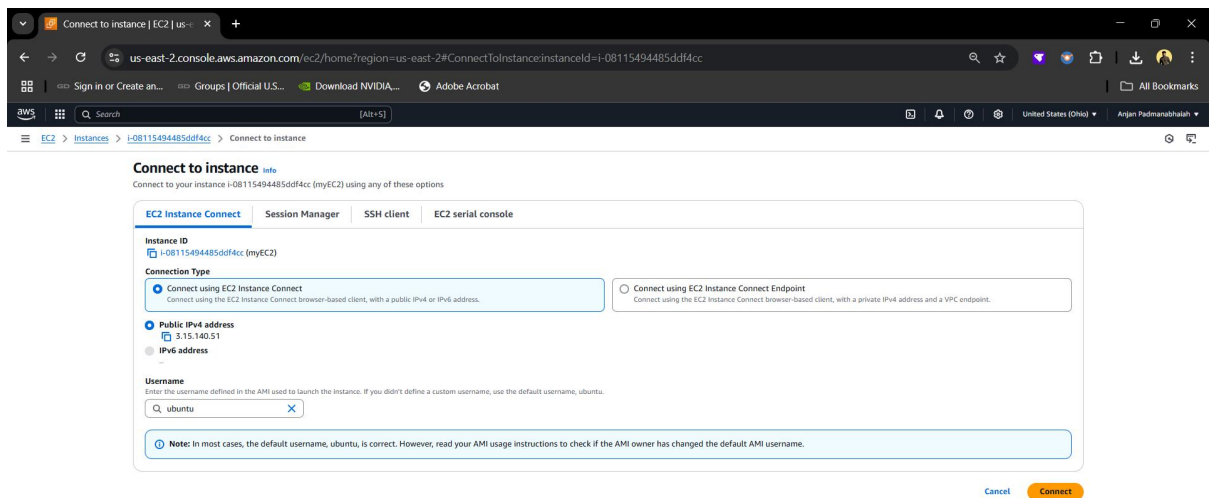 Connect to instance | EC2 | us-e
us-east-2.console.aws.amazon.com/ec2/home?region=us-east-2#ConnectToInstance:instanceId=i-08115494485ddf4cc
Sign in or Create an... Groups | Official U.S... Download NVIDIA,... Adobe Acrobat All Bookmarks
aws Search [Alt+S] United States (Ohio) Anjan Padmanabhaiah
EC2 > Instances > i-08115494485ddf4cc > Connect to instance
Connect to instance Info
Connect to your instance i-08115494485ddf4cc (myEC2) using any of these options
EC2 Instance Connect Session Manager SSH client EC2 serial console
Instance ID
i-08115494485ddf4cc (myEC2)
Connection Type
Connect using EC2 Instance Connect Connect using EC2 Instance Connect Endpoint
Connect using the EC2 Instance Connect browser-based client, with a public IPv4 or IPv6 address. Connect using the EC2 Instance Connect browser-based client, with a private IPv4 address and a VPC endpoint.
Public IPv4 address
3.15.140.51
IPv6 address
–
Username
Enter the username defined in the AMI used to launch the instance. If you didn't define a custom username, use the default username, ubuntu.
ubuntu
Note: In most cases, the default username, ubuntu, is correct. However, read your AMI usage instructions to check if the AMI owner has changed the default AMI username.
Cancel Connect